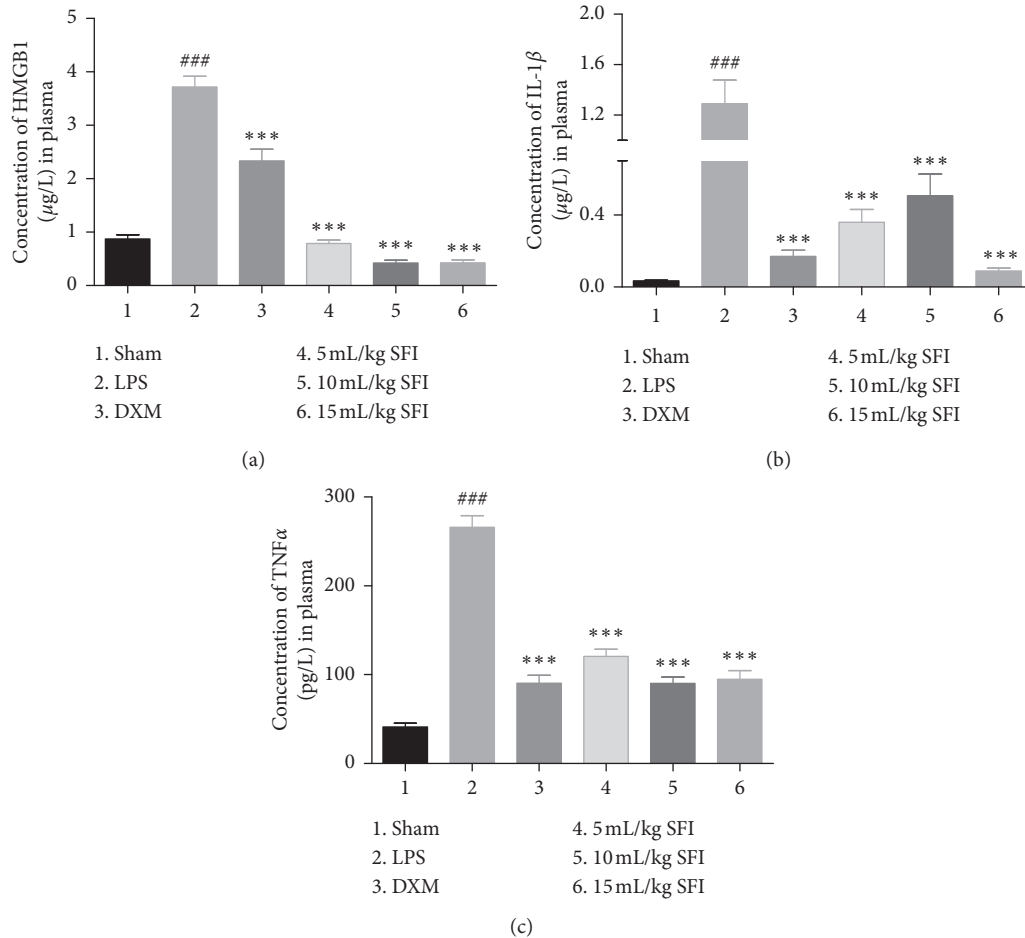 Concentration of HMGB1
(µg/L) in plasma
5
4
3
2
1
0
###
***
***
***
***
1 2 3 4 5 6
1. Sham
2. LPS
3. DXM
4. 5 mL/kg SFI
5. 10 mL/kg SFI
6. 15 mL/kg SFI
(a)
Concentration of IL-1β
(µg/L) in plasma
1.6
1.2
0.4
0.0
###
***
***
***
***
1 2 3 4 5 6
1. Sham
2. LPS
3. DXM
4. 5 mL/kg SFI
5. 10 mL/kg SFI
6. 15 mL/kg SFI
(b)
Concentration of TNFα
(pg/L) in plasma
300
200
100
0
###
***
***
***
***
1 2 3 4 5 6
1. Sham
2. LPS
3. DXM
4. 5 mL/kg SFI
5. 10 mL/kg SFI
6. 15 mL/kg SFI
(c)